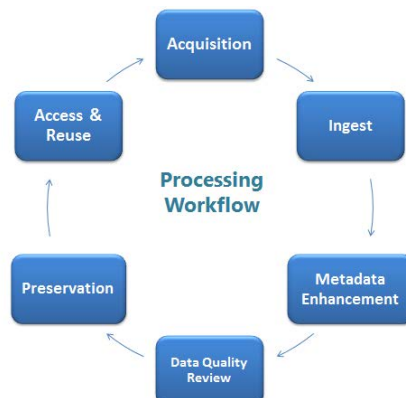 Acquisition
Ingest
Metadata
Enhancement
Data Quality
Review
Preservation
Access &
Reuse
Processing
Workflow